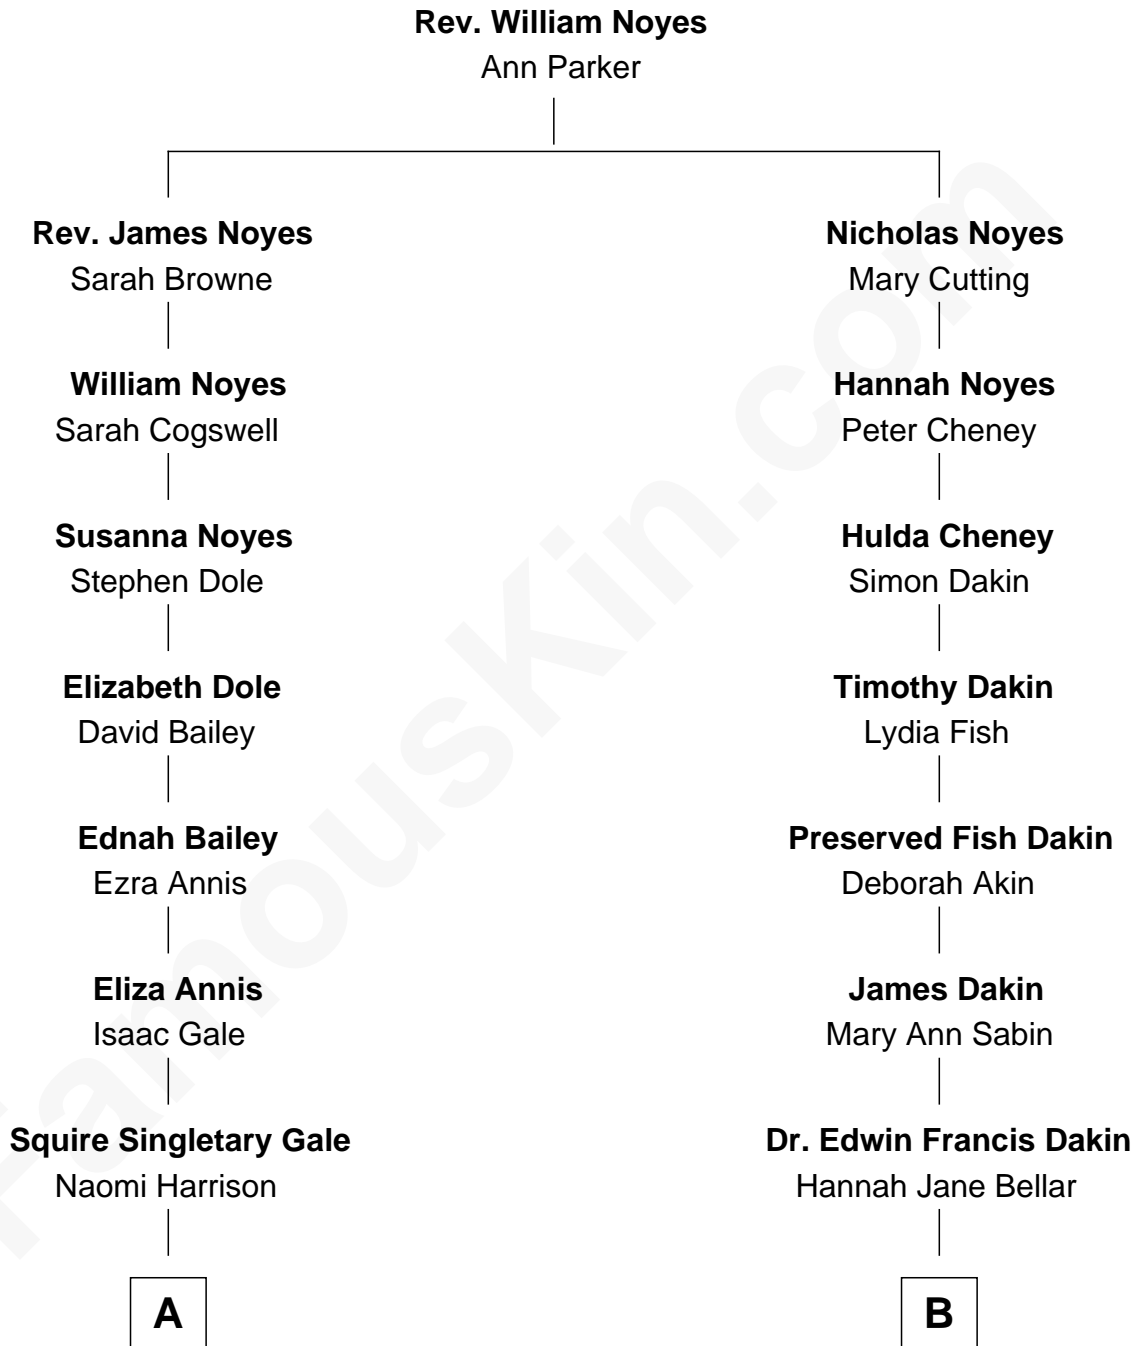 Rev. William Noyes
Ann Parker
Rev. James Noyes
Sarah Browne
William Noyes
Sarah Cogswell
Susanna Noyes
Stephen Dole
Elizabeth Dole
David Bailey
Ednah Bailey
Ezra Annis
Eliza Annis
Isaac Gale
Squire Singletary Gale
Naomi Harrison
A
Nicholas Noyes
Mary Cutting
Hannah Noyes
Peter Cheney
Hulda Cheney
Simon Dakin
Timothy Dakin
Lydia Fish
Preserved Fish Dakin
Deborah Akin
James Dakin
Mary Ann Sabin
Dr. Edwin Francis Dakin
Hannah Jane Bellar
B
FamousKin.com